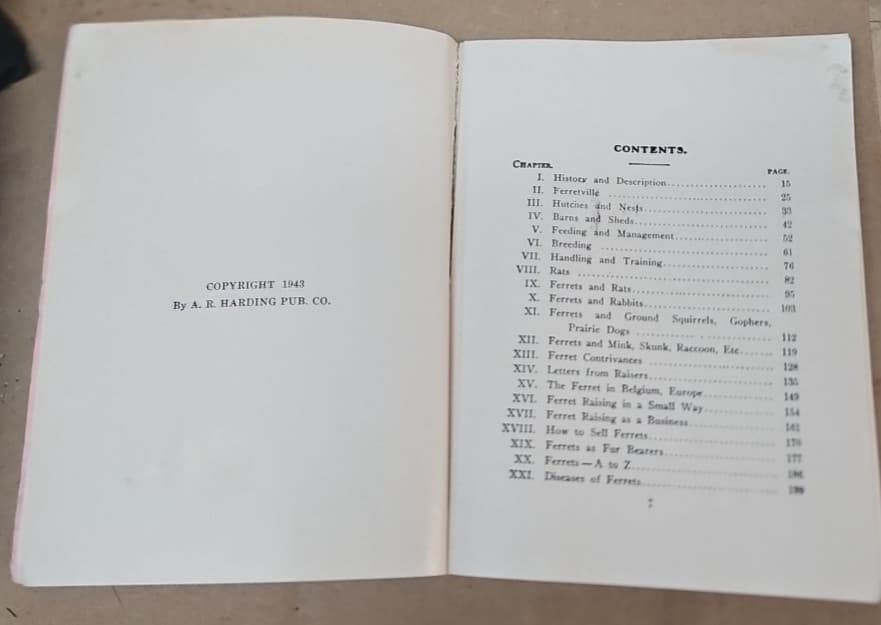 COPYRIGHT 1943
By A. R. HARDING PUB. CO.
CONTENTS.
CHAPTER. PAGE.
I. History and Description........................ 15
II. Ferretville ........................................ 25
III. Hutches and Nests............................... 33
IV. Barns and Sheds.................................. 42
V. Feeding and Management....................... 52
VI. Breeding .......................................... 61
VII. Handling and Training........................... 76
VIII. Rats ................................................ 82
IX. Ferrets and Rats.................................. 95
X. Ferrets and Rabbits............................... 103
XI. Ferrets and Ground Squirrels, Gophers,
Prairie Dogs ................................... 112
XII. Ferrets and Mink, Skunk, Raccoon, Etc....... 119
XIII. Ferret Contrivances ............................. 128
XIV. Letters from Raisers.............................. 135
XV. The Ferret in Belgium, Europe.................. 149
XVI. Ferret Raising in a Small Way.................. 154
XVII. Ferret Raising as a Business.................... 161
XVIII. How to Sell Ferrets.............................. 170
XIX. Ferrets as Fur Bearers........................... 177
XX. Ferrets—A to Z...................................
XXI. Diseases of Ferrets...............................
7